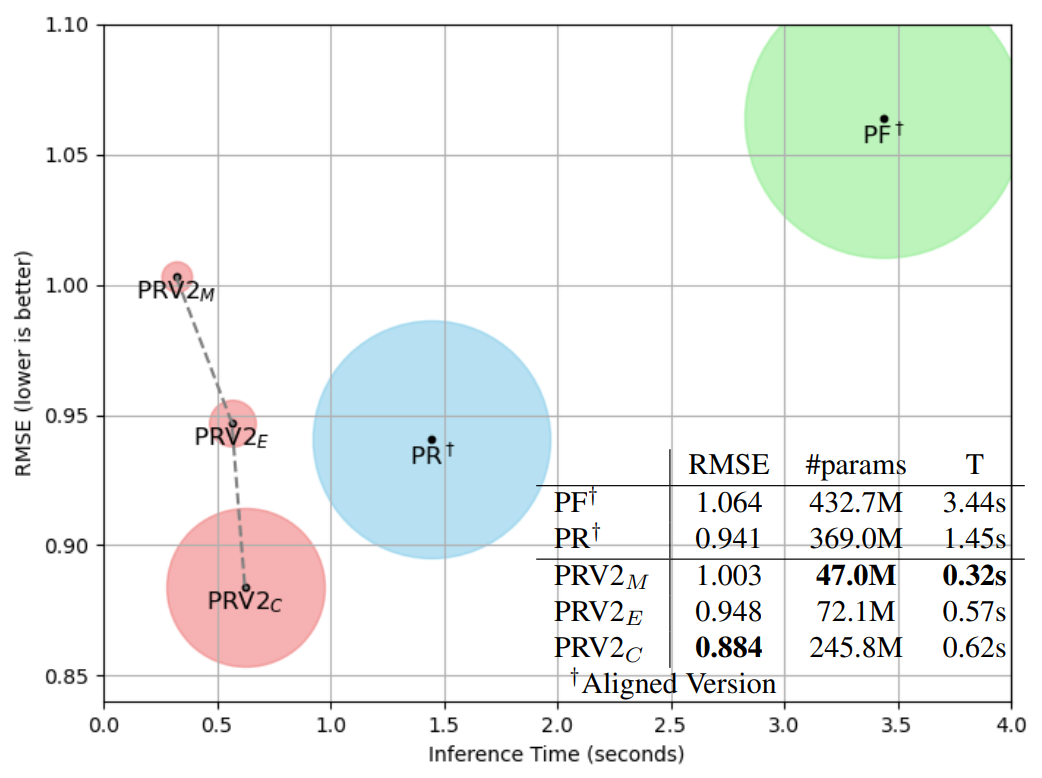 1.10
1.05
1.00
0.95
0.90
0.85
RMSE (lower is better)
PF†
PRV2M
PRV2E
PR†
PRV2C
RMSE #params T
PF† 1.064 432.7M 3.44s
PR† 0.941 369.0M 1.45s
PRV2M 1.003 47.0M 0.32s
PRV2E 0.948 72.1M 0.57s
PRV2C 0.884 245.8M 0.62s
†Aligned Version
0.0 0.5 1.0 1.5 2.0 2.5 3.0 3.5 4.0
Inference Time (seconds)